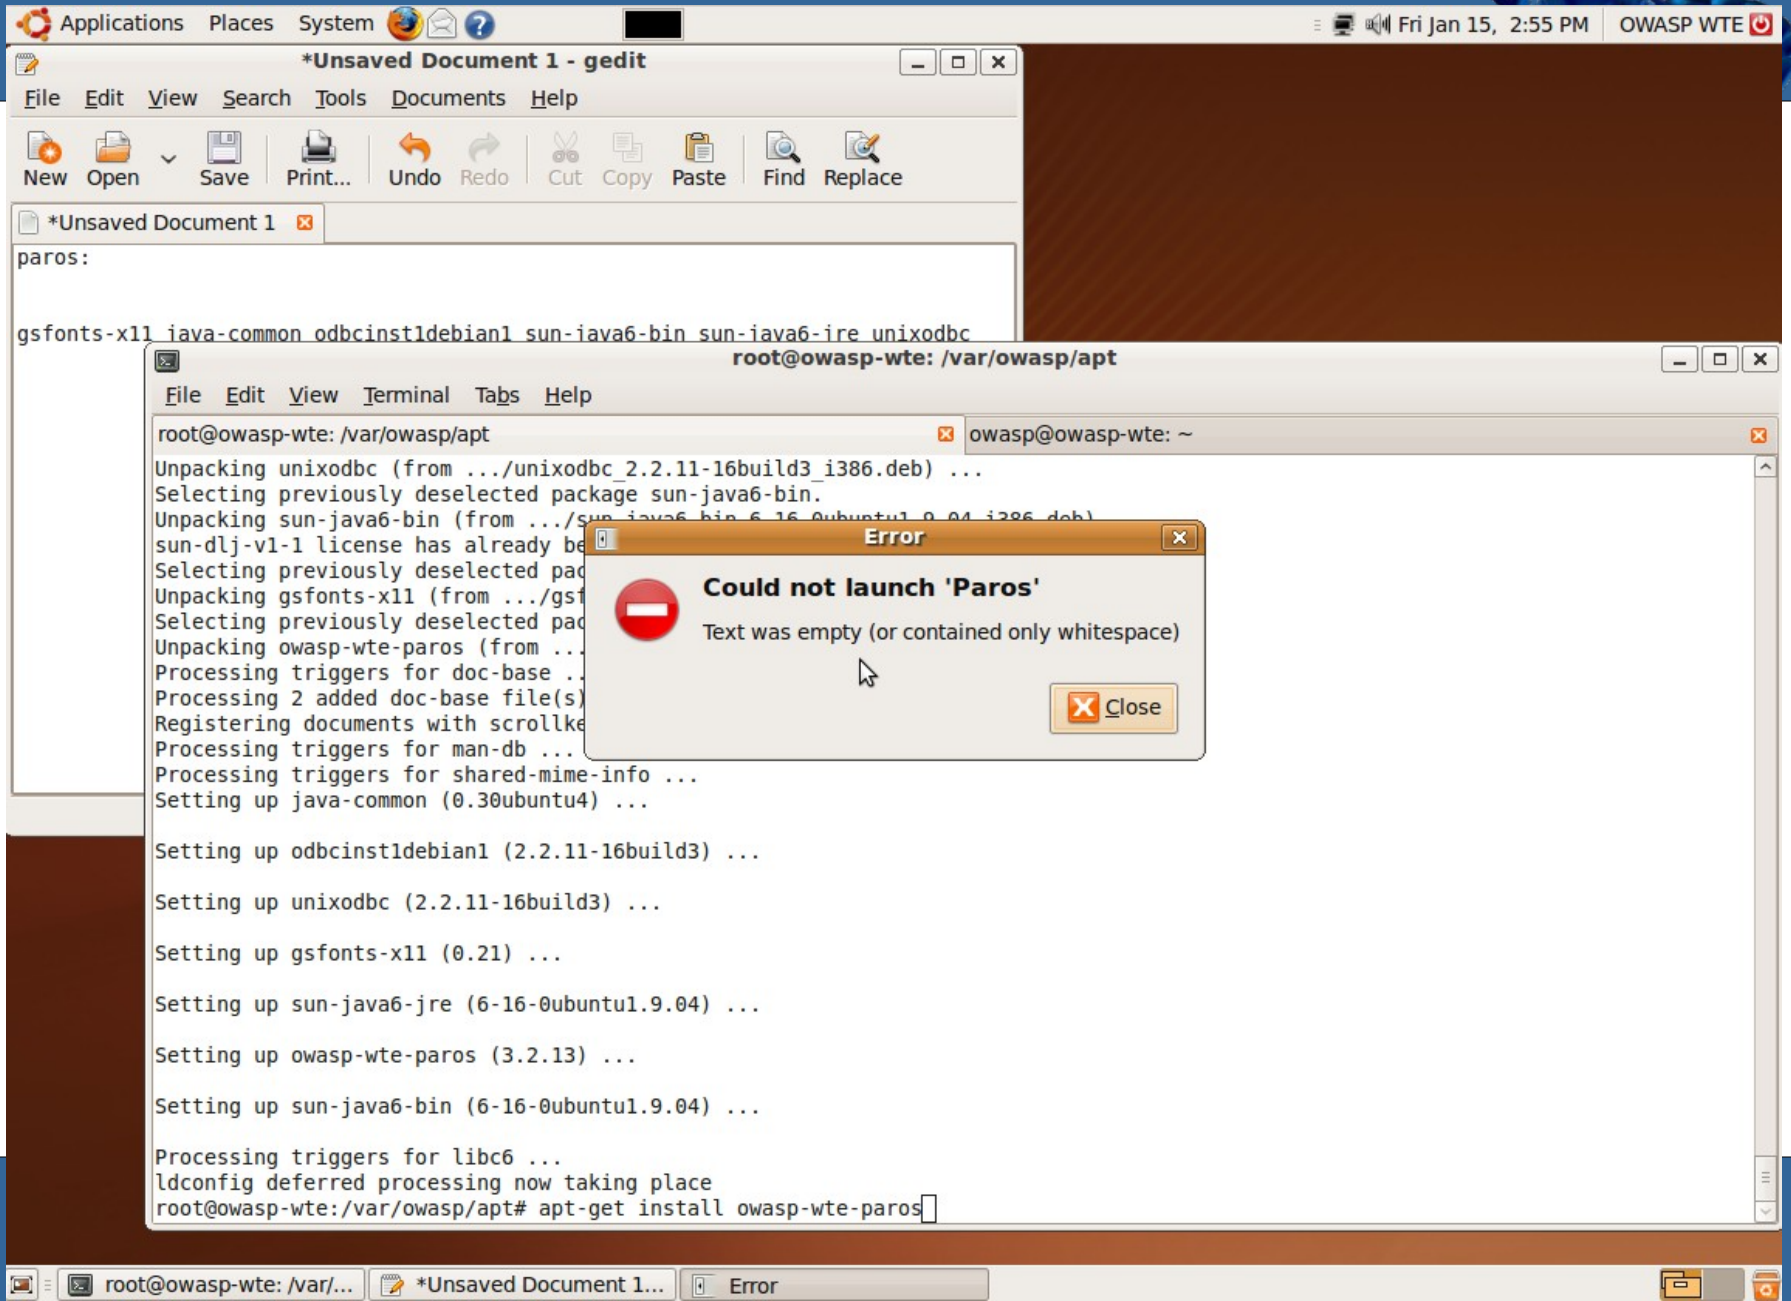 Applications Places System Fri Jan 15, 2:55 PM OWASP WTE
*Unsaved Document 1 - gedit
File Edit View Search Tools Documents Help
New Open Save Print... Undo Redo Cut Copy Paste Find Replace
*Unsaved Document 1
paros:
gsfonts-x11 java-common odbcinst1debian1 sun-java6-bin sun-java6-jre unixodbc
root@owasp-wte: /var/owasp/apt
File Edit View Terminal Tabs Help
root@owasp-wte: /var/owasp/apt owasp@owasp-wte: ~
Unpacking unixodbc (from .../unixodbc_2.2.11-16build3_i386.deb) ...
Selecting previously deselected package sun-java6-bin.
Unpacking sun-java6-bin (from .../sun-java6-bin_6-16-0ubuntu1.9.04_i386.deb)
sun-dlj-v1-1 license has already be
Selecting previously deselected pac
Unpacking gsfonts-x11 (from .../gsf
Selecting previously deselected pac
Unpacking owasp-wte-paros (from ...
Processing triggers for doc-base ..
Processing 2 added doc-base file(s)
Registering documents with scrollke
Processing triggers for man-db ...
Processing triggers for shared-mime-info ...
Setting up java-common (0.30ubuntu4) ...
Setting up odbcinst1debian1 (2.2.11-16build3) ...
Setting up unixodbc (2.2.11-16build3) ...
Setting up gsfonts-x11 (0.21) ...
Setting up sun-java6-jre (6-16-0ubuntu1.9.04) ...
Setting up owasp-wte-paros (3.2.13) ...
Setting up sun-java6-bin (6-16-0ubuntu1.9.04) ...
Processing triggers for libc6 ...
ldconfig deferred processing now taking place
root@owasp-wte:/var/owasp/apt# apt-get install owasp-wte-paros
Error
Could not launch 'Paros'
Text was empty (or contained only whitespace)
Close
root@owasp-wte: /var/... *Unsaved Document 1... Error